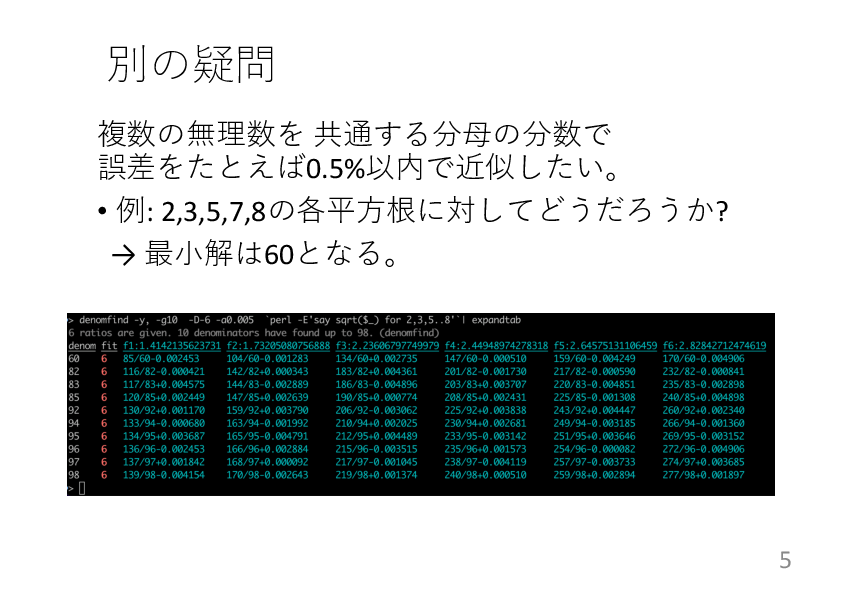 別の疑問
複数の無理数を 共通する分母の分数で
誤差をたとえば0.5%以内で近似したい。
• 例: 2,3,5,7,8の各平方根に対してどうだろうか?
→ 最小解は60となる。
> denomfind -y, -g10  -D-6 -a0.005  `perl -E'say sqrt($_) for 2,3,5..8'`| expandtab
6 ratios are given. 10 denominators have found up to 98. (denomfind)
denom fit f1:1.4142135623731 f2:1.73205080756888 f3:2.23606797749979 f4:2.44948974278318 f5:2.64575131106459 f6:2.82842712474619
60 6 85/60-0.002453 104/60-0.001283 134/60+0.002735 147/60-0.000510 159/60-0.004249 170/60-0.004906
82 6 116/82-0.000421 142/82+0.000343 183/82+0.004361 201/82-0.001730 217/82-0.000590 232/82-0.000841
83 6 117/83+0.004575 144/83-0.002889 186/83-0.004896 203/83+0.003707 220/83-0.004851 235/83-0.002898
85 6 120/85+0.002449 147/85+0.002639 190/85+0.000774 208/85+0.002431 225/85-0.001308 240/85+0.004898
92 6 130/92+0.001170 159/92+0.003790 206/92-0.003062 225/92+0.003838 243/92+0.004447 260/92+0.002340
94 6 133/94-0.000680 163/94-0.001992 210/94+0.002025 230/94+0.002681 249/94-0.003185 266/94-0.001360
95 6 134/95+0.003687 165/95-0.004791 212/95+0.004489 233/95-0.003142 251/95+0.003646 269/95-0.003152
96 6 136/96-0.002453 166/96+0.002884 215/96-0.003515 235/96+0.001573 254/96-0.000082 272/96-0.004906
97 6 137/97+0.001842 168/97+0.000092 217/97-0.001045 238/97-0.004119 257/97-0.003733 274/97+0.003685
98 6 139/98-0.004154 170/98-0.002643 219/98+0.001374 240/98+0.000510 259/98+0.002894 277/98+0.001897
>
5